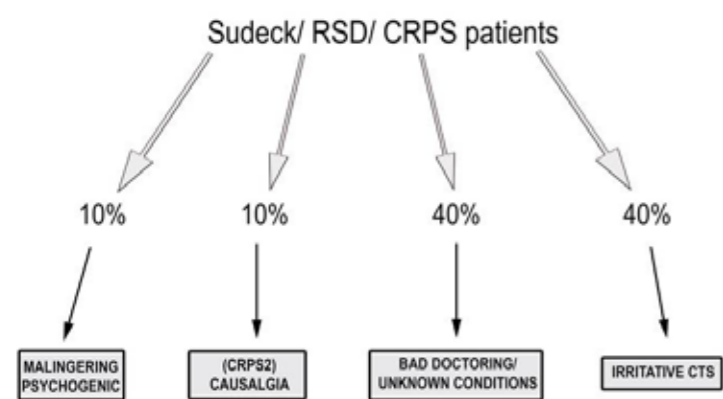 Sudeck/ RSD/ CRPS patients
10%
10%
40%
40%
MALINGERING
PSYCHOGENIC
(CRPS2)
CAUSALGIA
BAD DOCTORING/
UNKNOWN CONDITIONS
IRRITATIVE CTS